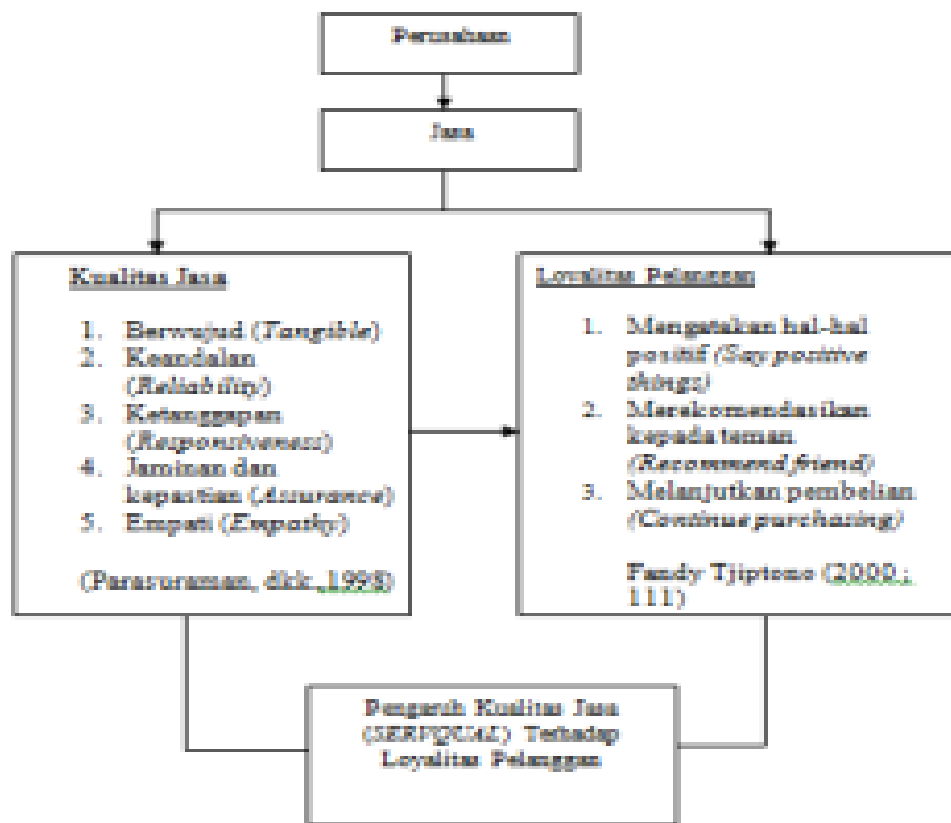 Perusahaan
Jasa
Kualitas Jasa
1. Berwujud (Tangible)
2. Keandalan
(Reliability)
3. Ketanggapan
(Responsiveness)
4. Jaminan dan
kepastian (Assurance)
5. Empati (Empathy)
(Parasuraman, dkk, 1998)
Loyalitas Pelanggan
1. Mengatakan hal-hal
positif (Say positive
things)
2. Merekomendasikan
kepada teman
(Recommend friend)
3. Melanjutkan pembelian
(Continue purchasing)
Fandy Tjiptono (2000 :
111)
Pengaruh Kualitas Jasa
(SERVQUAL) Terhadap
Loyalitas Pelanggan